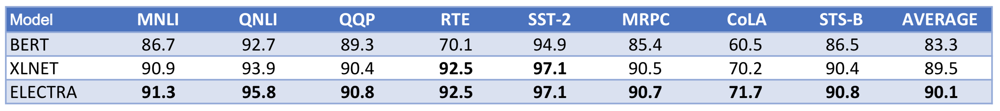 Model MNLI QNLI QQP RTE SST-2 MRPC CoLA STS-B AVERAGE
BERT 86.7 92.7 89.3 70.1 94.9 85.4 60.5 86.5 83.3
XLNET 90.9 93.9 90.4 92.5 97.1 90.5 70.2 90.4 89.5
ELECTRA 91.3 95.8 90.8 92.5 97.1 90.7 71.7 90.8 90.1